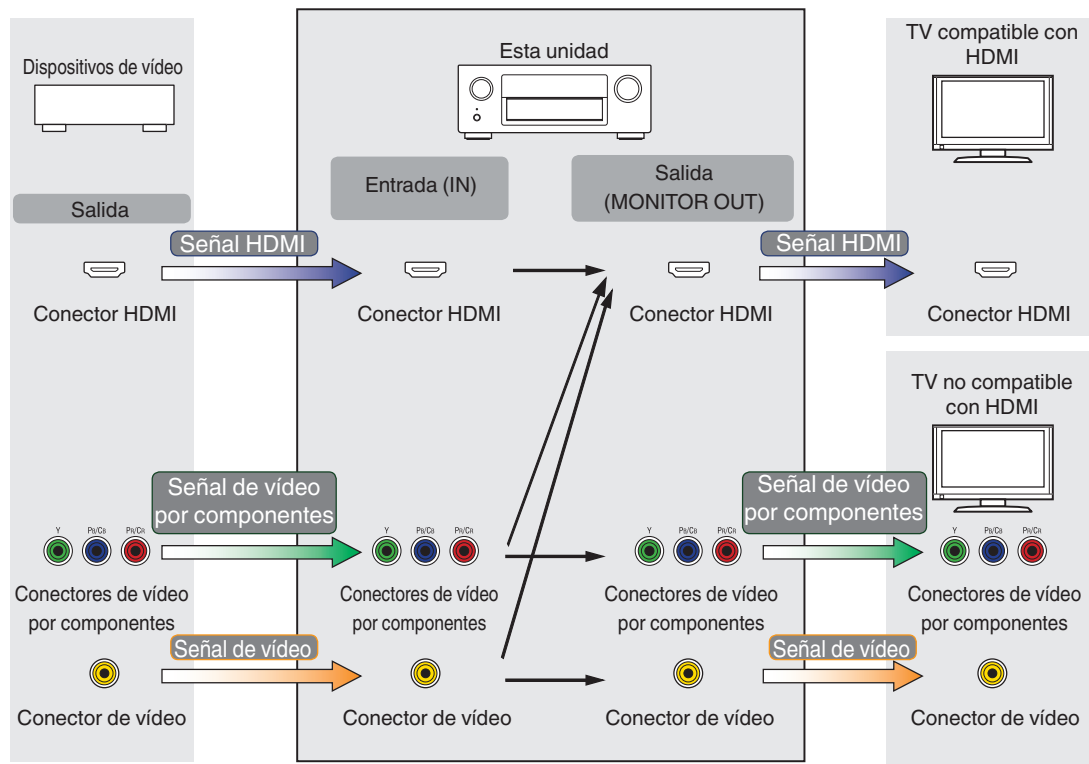 Dispositivos de vídeo
Esta unidad
TV compatible con
HDMI
Salida
Entrada (IN)
Salida
(MONITOR OUT)
Señal HDMI
Señal HDMI
Conector HDMI
Conector HDMI
Conector HDMI
Conector HDMI
TV no compatible
con HDMI
Señal de vídeo
por componentes
Señal de vídeo
por componentes
Y PB/CB PR/CR
Y PB/CB PR/CR
Y PB/CB PR/CR
Y PB/CB PR/CR
Conectores de vídeo
por componentes
Conectores de vídeo
por componentes
Conectores de vídeo
por componentes
Conectores de vídeo
por componentes
Señal de vídeo
Señal de vídeo
Conector de vídeo
Conector de vídeo
Conector de vídeo
Conector de vídeo